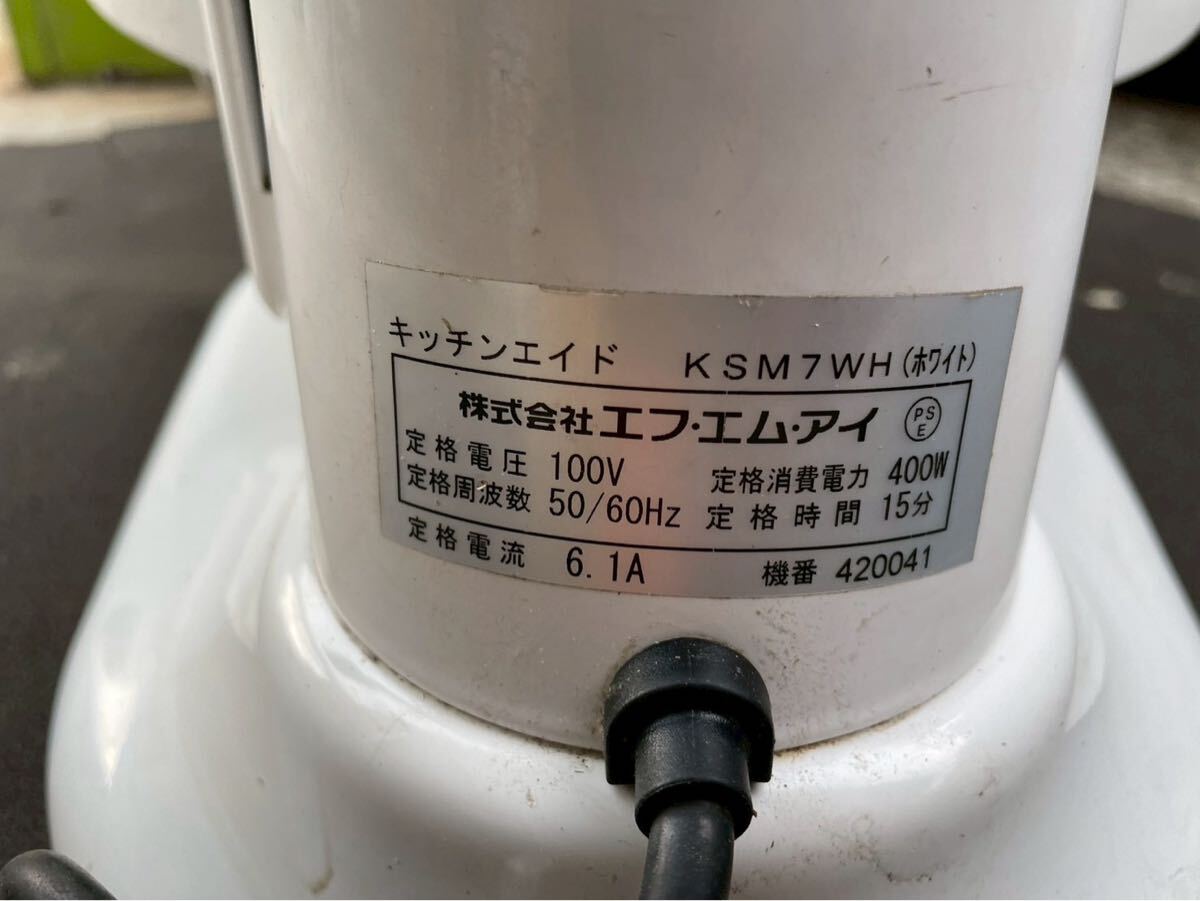 キッチンエイド KSM7WH(ホワイト)
株式会社エフ・エム・アイ PSE
定格電圧 100V 定格消費電力 400W
定格周波数 50/60Hz 定格時間 15分
定格電流 6.1A 機番 420041